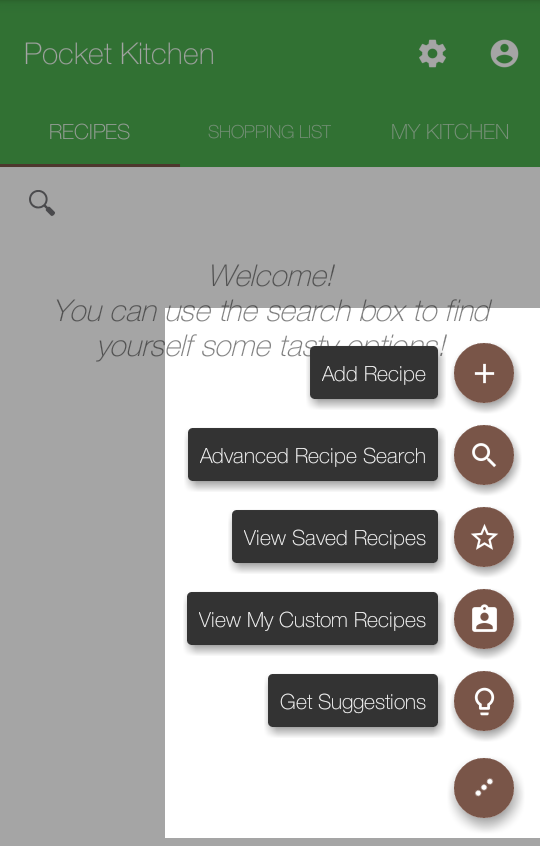 Pocket Kitchen
RECIPES
SHOPPING LIST
MY KITCHEN
Welcome!
You can use the search box to find
yourself some tasty options!
Add Recipe
Advanced Recipe Search
View Saved Recipes
View My Custom Recipes
Get Suggestions